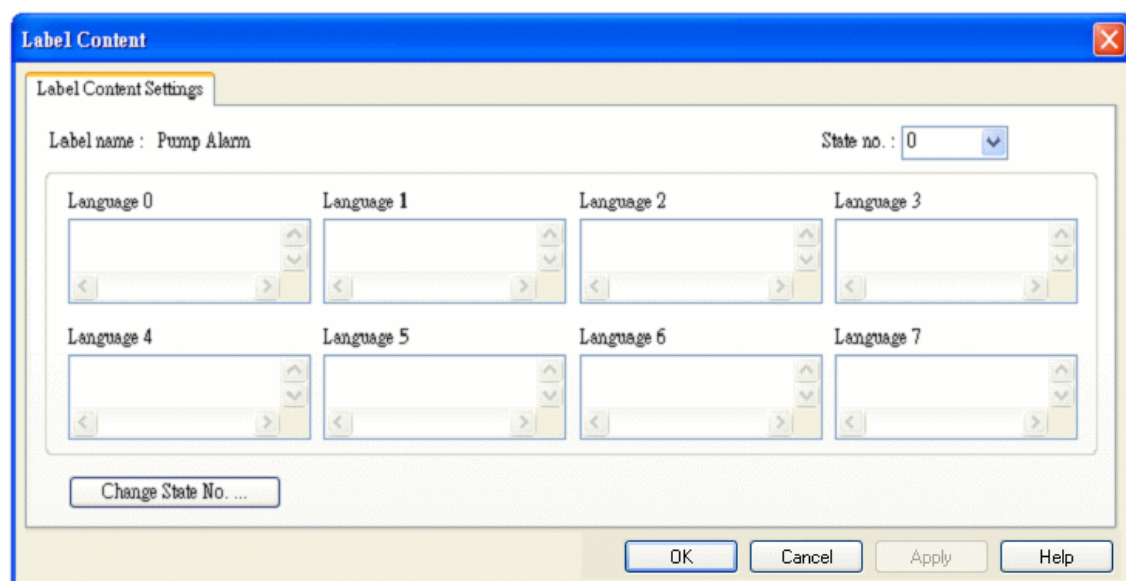 Label Content
Label Content Settings
Label name : Pump Alarm State no. : 0
Language 0 Language 1 Language 2 Language 3
Language 4 Language 5 Language 6 Language 7
Change State No. ...
OK Cancel Apply Help